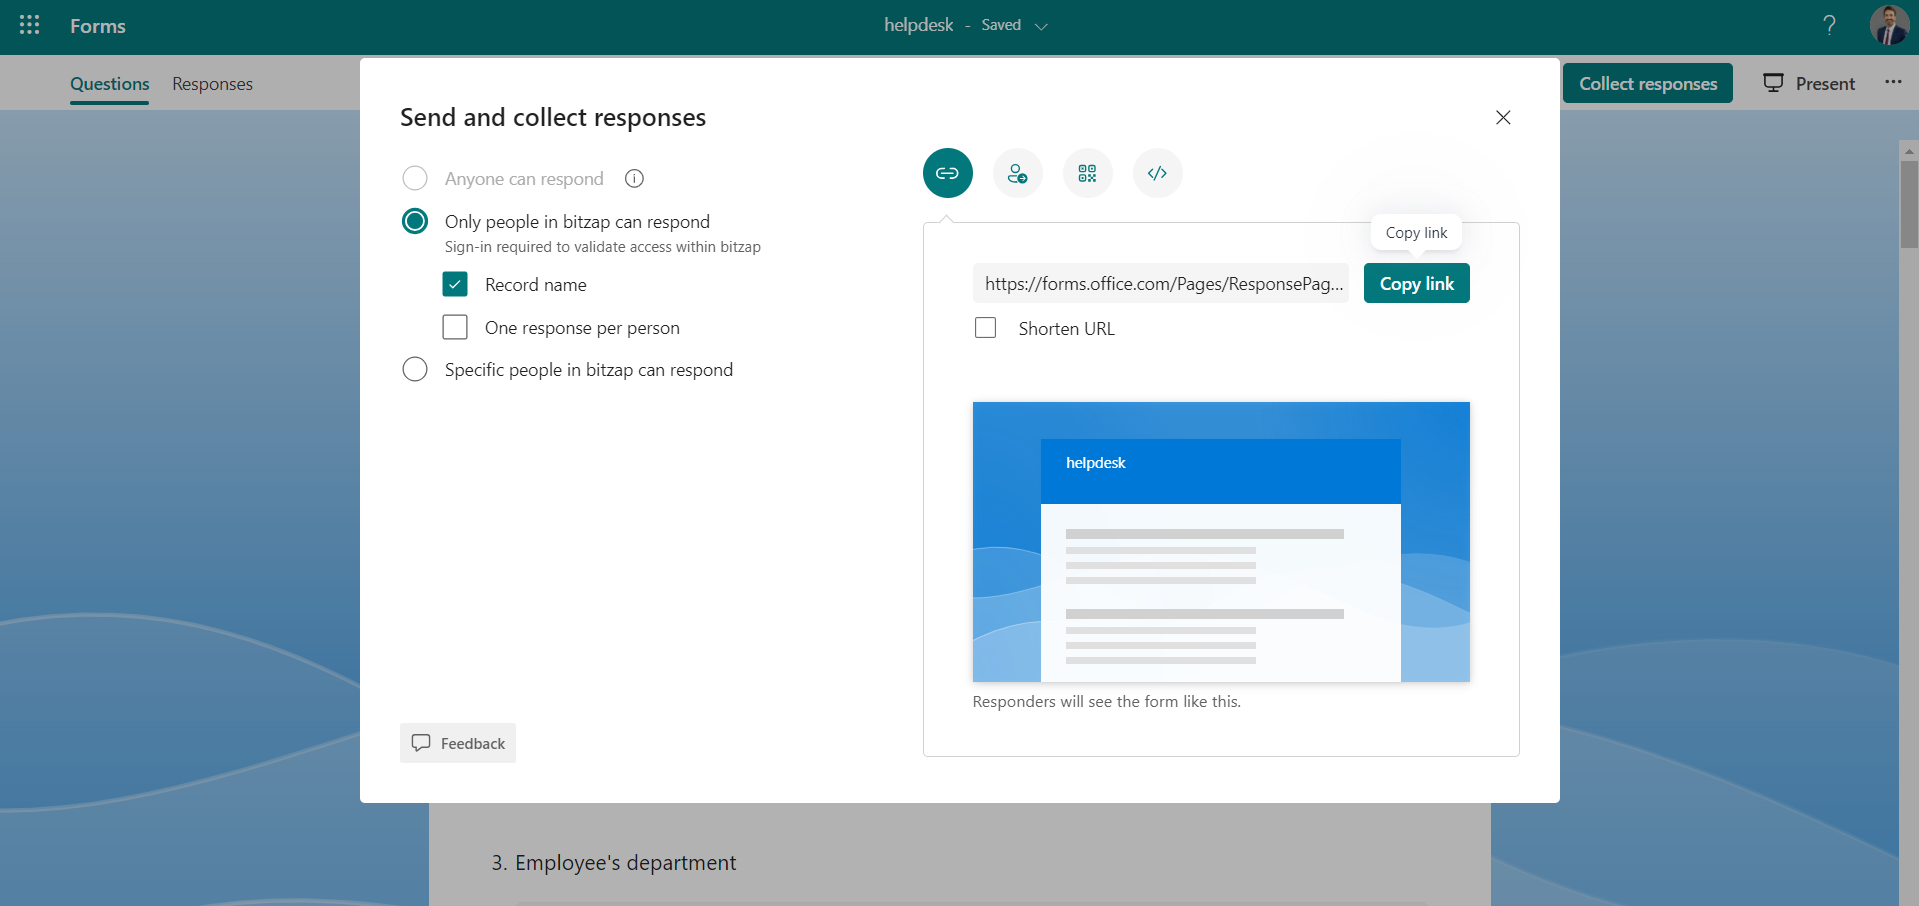 Forms
helpdesk - Saved
Questions Responses
Collect responses
Present
Send and collect responses
Anyone can respond
Only people in bitzap can respond
Sign-in required to validate access within bitzap
Record name
One response per person
Specific people in bitzap can respond
Copy link
https://forms.office.com/Pages/ResponsePag...
Copy link
Shorten URL
helpdesk
Responders will see the form like this.
Feedback
3. Employee's department